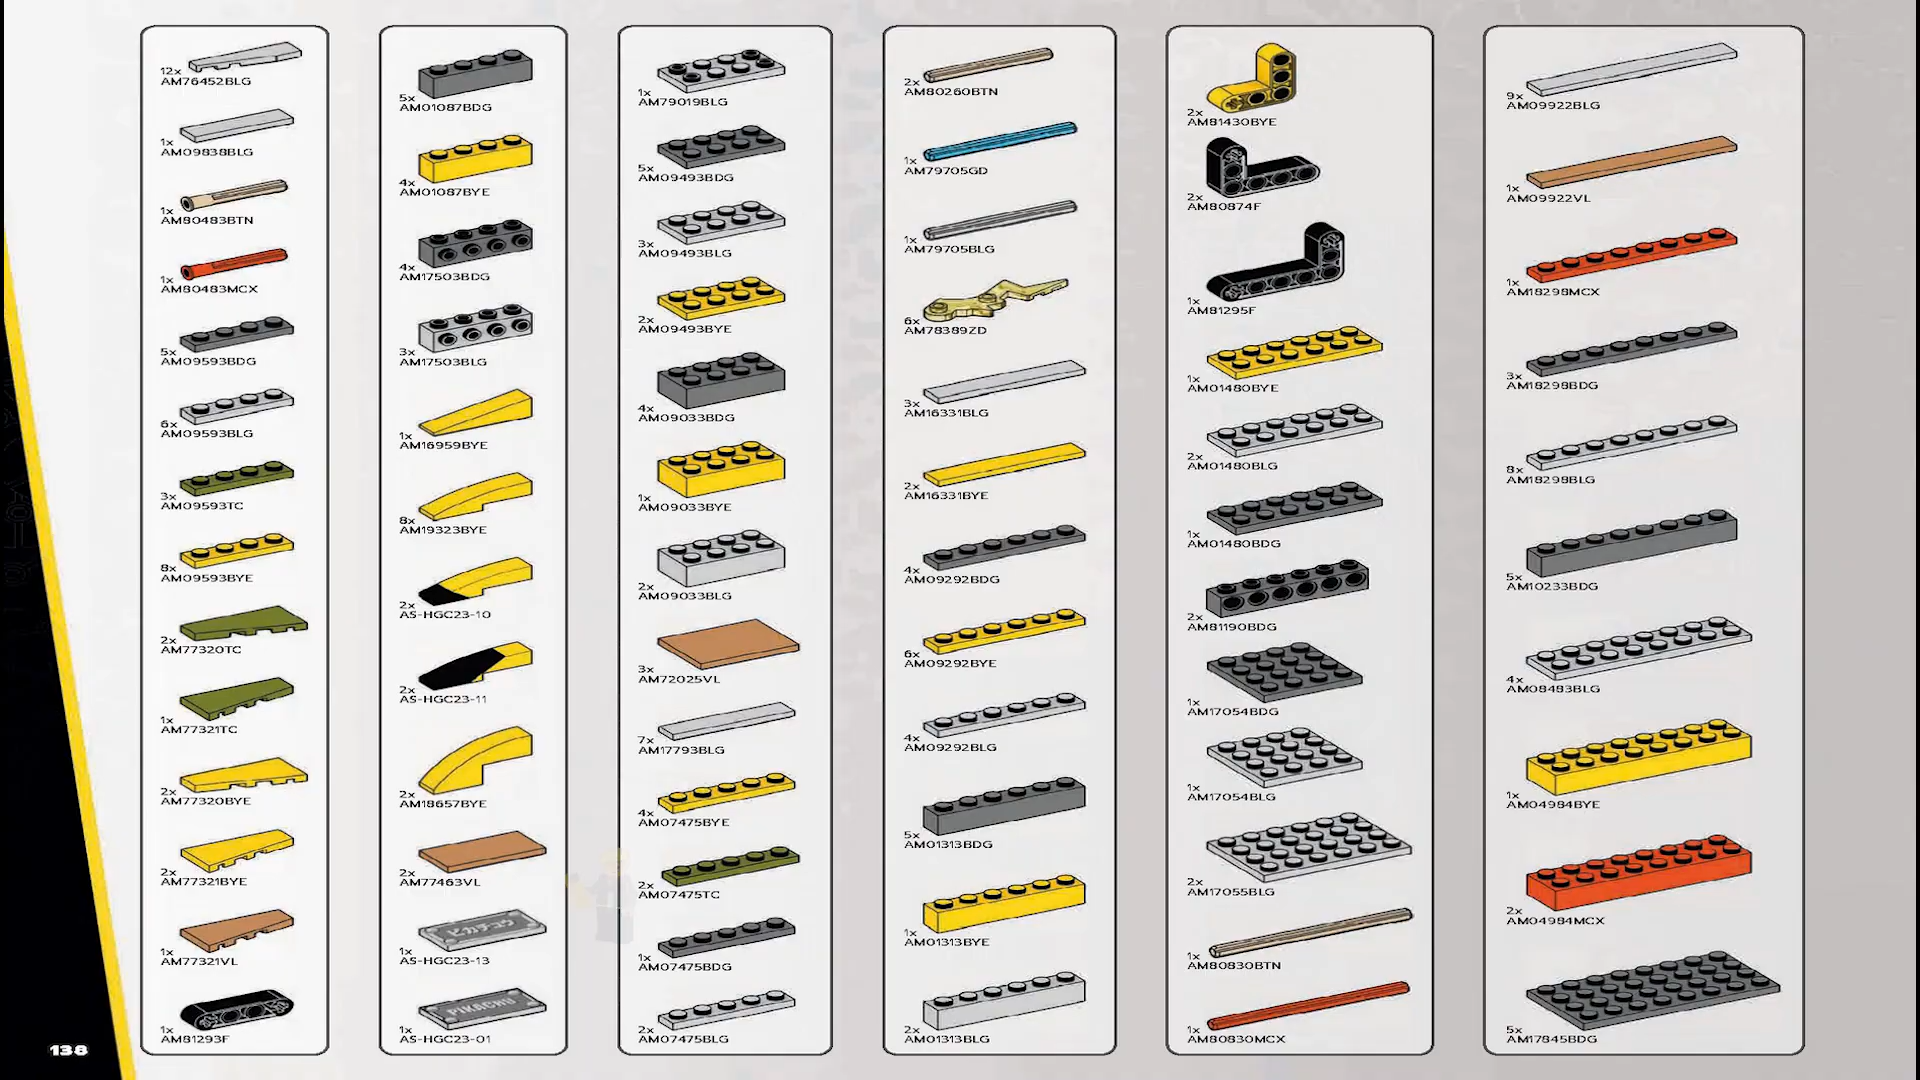 12x
AM76452BLG
1x
AM09838BLG
1x
AM80483BTN
1x
AM80483MCX
5x
AM09593BDG
6x
AM09593BLG
3x
AM09593TC
8x
AM09593BYE
2x
AM77320TC
1x
AM77321TC
2x
AM77320BYE
2x
AM77321BYE
1x
AM77321VL
1x
AM81293F
5x
AM01087BDG
4x
AM01087BYE
4x
AM17503BDG
3x
AM17503BLG
1x
AM16959BYE
8x
AM19323BYE
2x
AS-HGC23-10
2x
AS-HGC23-11
2x
AM18657BYE
2x
AM77463VL
ピカチュウ
1x
AS-HGC23-13
PIKACHU
1x
AS-HGC23-01
1x
AM79019BLG
5x
AM09493BDG
3x
AM09493BLG
2x
AM09493BYE
4x
AM09033BDG
1x
AM09033BYE
2x
AM09033BLG
3x
AM72025VL
7x
AM17793BLG
4x
AM07475BYE
2x
AM07475TC
1x
AM07475BDG
2x
AM07475BLG
2x
AM80260BTN
1x
AM79705GD
1x
AM79705BLG
6x
AM78389ZD
3x
AM16331BLG
2x
AM16331BYE
4x
AM09292BDG
6x
AM09292BYE
4x
AM09292BLG
5x
AM01313BDG
1x
AM01313BYE
2x
AM01313BLG
2x
AM81430BYE
2x
AM80874F
1x
AM81295F
1x
AM01480BYE
2x
AM01480BLG
1x
AM01480BDG
2x
AM81190BDG
1x
AM17054BDG
1x
AM17054BLG
2x
AM17055BLG
1x
AM80830BTN
1x
AM80830MCX
9x
AM09922BLG
1x
AM09922VL
1x
AM18298MCX
3x
AM18298BDG
8x
AM18298BLG
5x
AM10233BDG
4x
AM08483BLG
1x
AM04984BYE
2x
AM04984MCX
5x
AM17845BDG
138